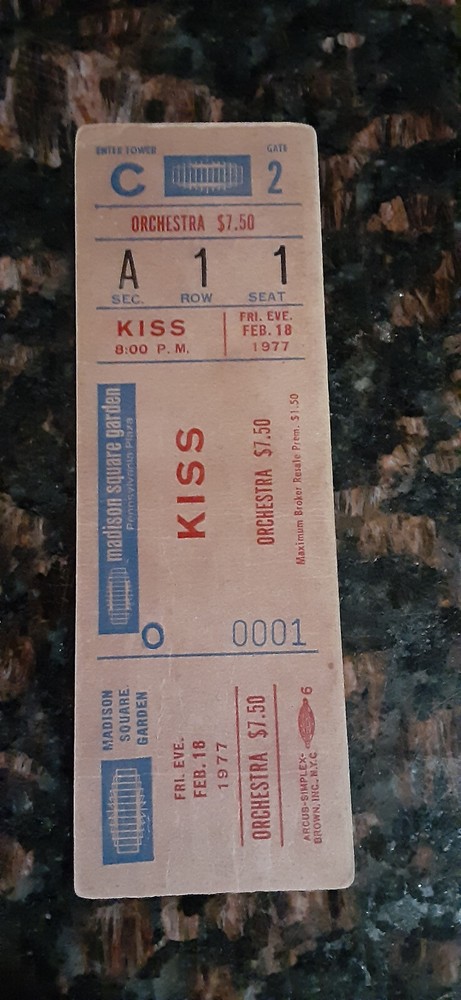 ENTER TOWER
GATE
C
2
ORCHESTRA $7.50
A 1 1
SEC. ROW SEAT
KISS
8:00 P.M.
FRI. EVE.
FEB. 18
1977
madison square garden
Pennsylvania Plaza
KISS
ORCHESTRA $7.50
Maximum Broker Resale Prem. $1.50
O 0001
MADISON
SQUARE
GARDEN
FRI. EVE.
FEB. 18
1977
ORCHESTRA $7.50
ARCUS-SIMPLEX-
BROWN, INC., N.Y.C.
6